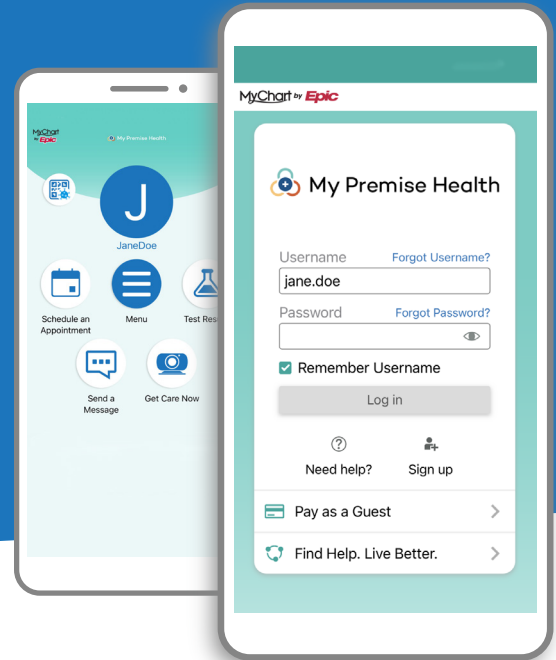 MyChart
by Epic
My Premise Health
J
JaneDoe
Schedule an
Appointment
Menu
Test Res
Send a
Message
Get Care Now
MyChart by Epic
My Premise Health
Username
Forgot Username?
jane.doe
Password
Forgot Password?
Remember Username
Log in
Need help?
Sign up
Pay as a Guest
Find Help. Live Better.